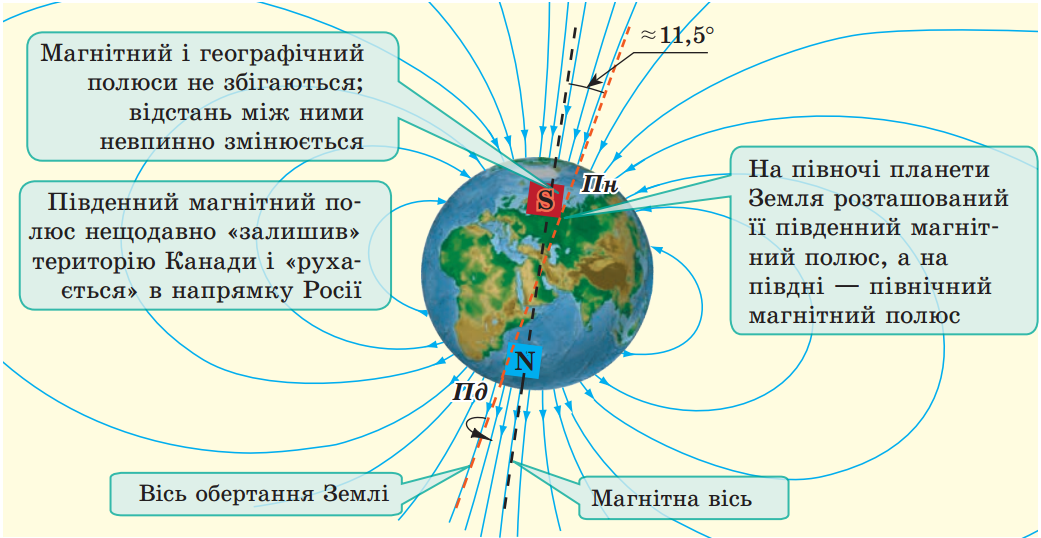 ≈ 11,5°
Магнітний і географічний
полюси не збігаються;
відстань між ними
невпинно змінюється
Пн
S
На півночі планети
Земля розташований
її південний магніт-
ний полюс, а на
півдні — північний
магнітний полюс
Південний магнітний по-
люс нещодавно «залишив»
територію Канади і «руха-
ється» в напрямку Росії
N
Пд
Вісь обертання Землі
Магнітна вісь